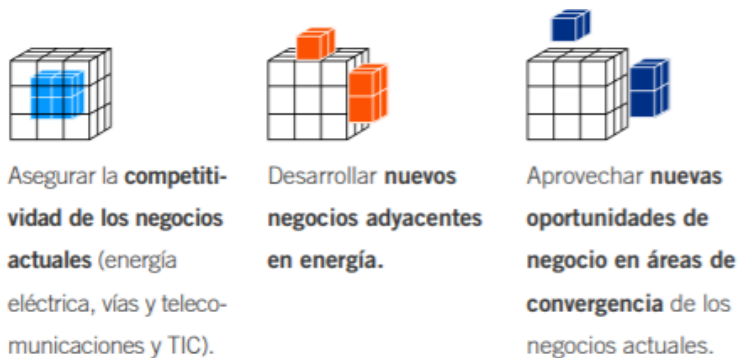 Asegurar la competiti-
vidad de los negocios
actuales (energía
eléctrica, vías y teleco-
municaciones y TIC).
Desarrollar nuevos
negocios adyacentes
en energía.
Aprovechar nuevas
oportunidades de
negocio en áreas de
convergencia de los
negocios actuales.